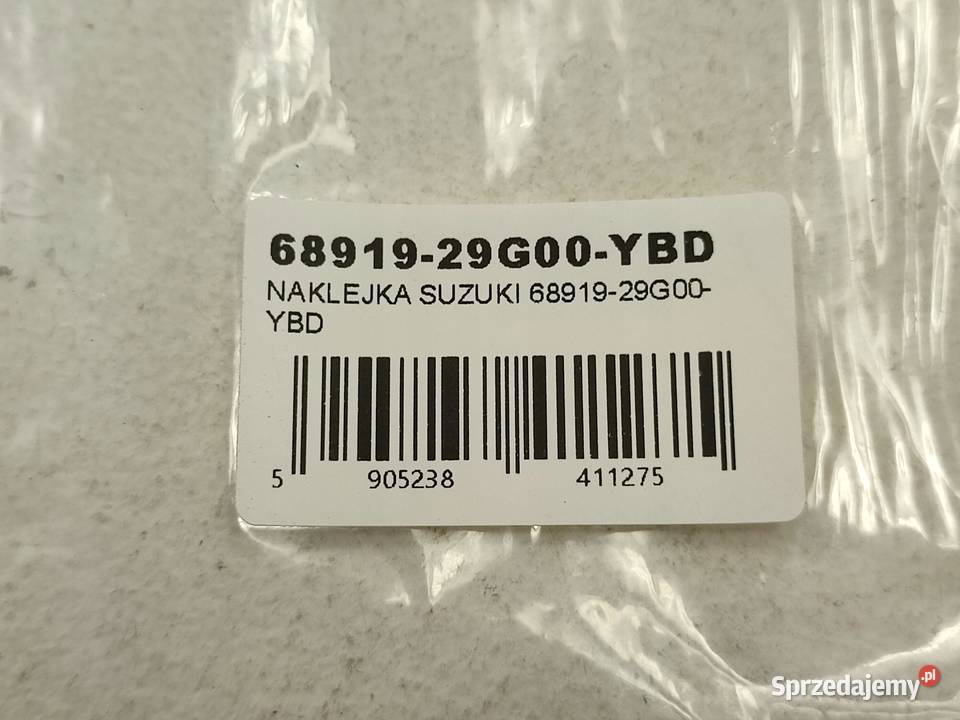 68919-29G00-YBD
NAKLEJKA SUZUKI 68919-29G00-
YBD
5 905238 411275
Sprzedajemy.pl